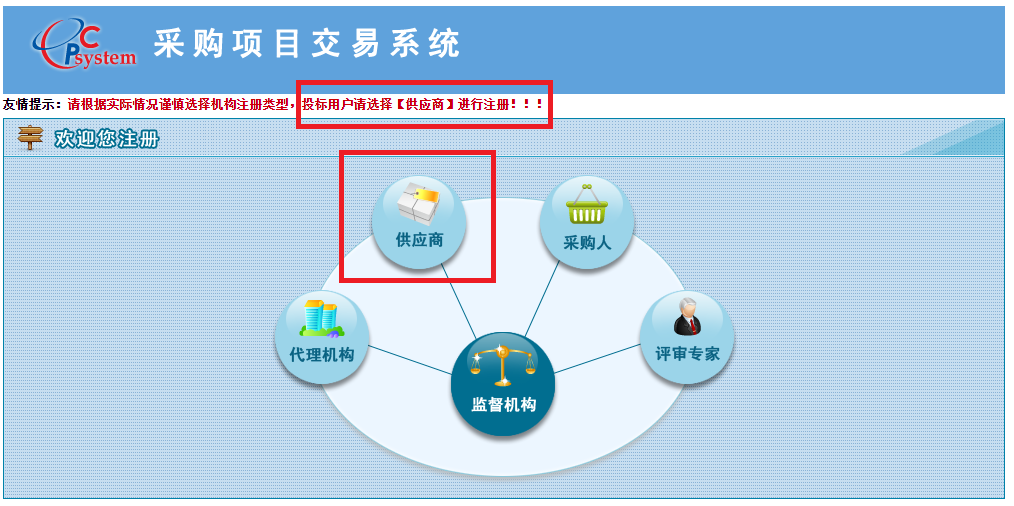 CPsystem
采购项目交易系统
友情提示：请根据实际情况谨慎选择机构注册类型，投标用户请选择【供应商】进行注册！！！
欢迎您注册
供应商
采购人
代理机构
评审专家
监督机构